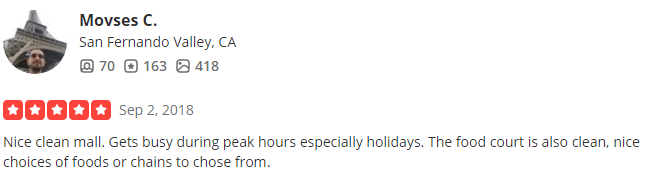 Movses C.
San Fernando Valley, CA
70 163 418
Sep 2, 2018
Nice clean mall. Gets busy during peak hours especially holidays. The food court is also clean, nice
choices of foods or chains to chose from.